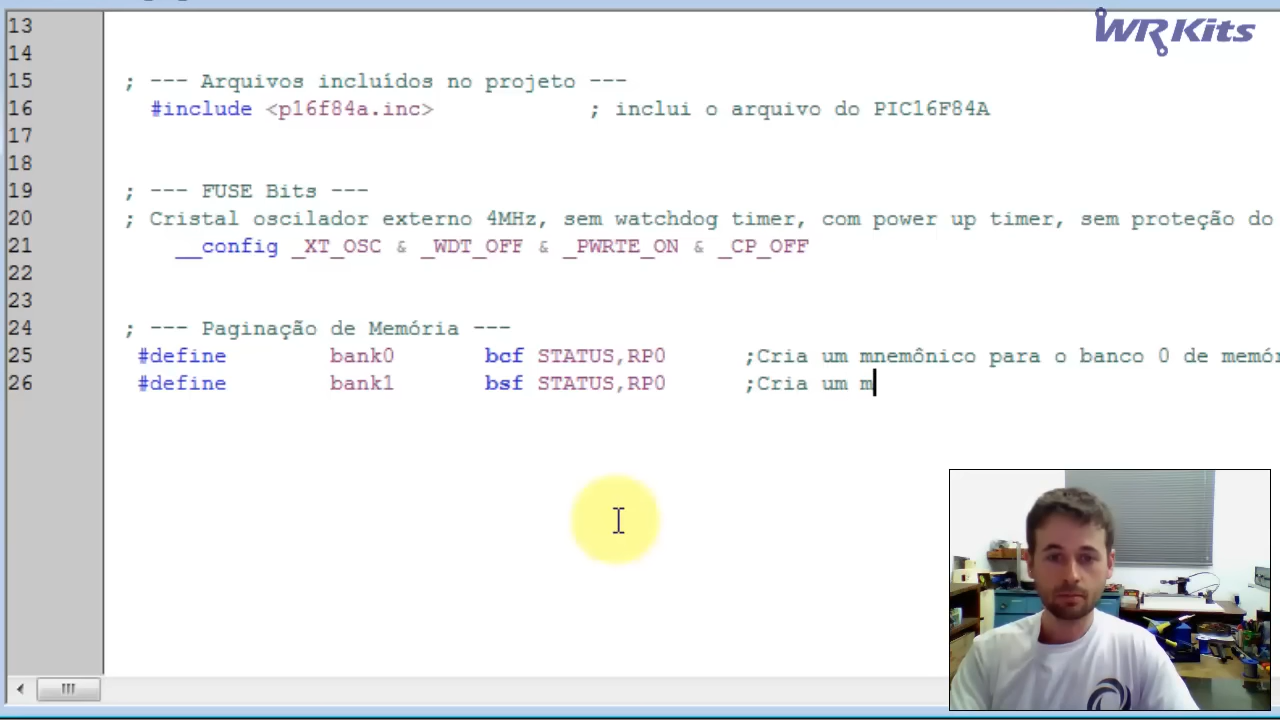 WR Kits
13
14
15 ; --- Arquivos incluídos no projeto ---
16 #include <p16f84a.inc> ; inclui o arquivo do PIC16F84A
17
18
19 ; --- FUSE Bits ---
20 ; Cristal oscilador externo 4MHz, sem watchdog timer, com power up timer, sem proteção do
21 __config _XT_OSC & _WDT_OFF & _PWRTE_ON & _CP_OFF
22
23
24 ; --- Paginação de Memória ---
25 #define bank0 bcf STATUS,RP0 ;Cria um mnemônico para o banco 0 de memór
26 #define bank1 bsf STATUS,RP0 ;Cria um m